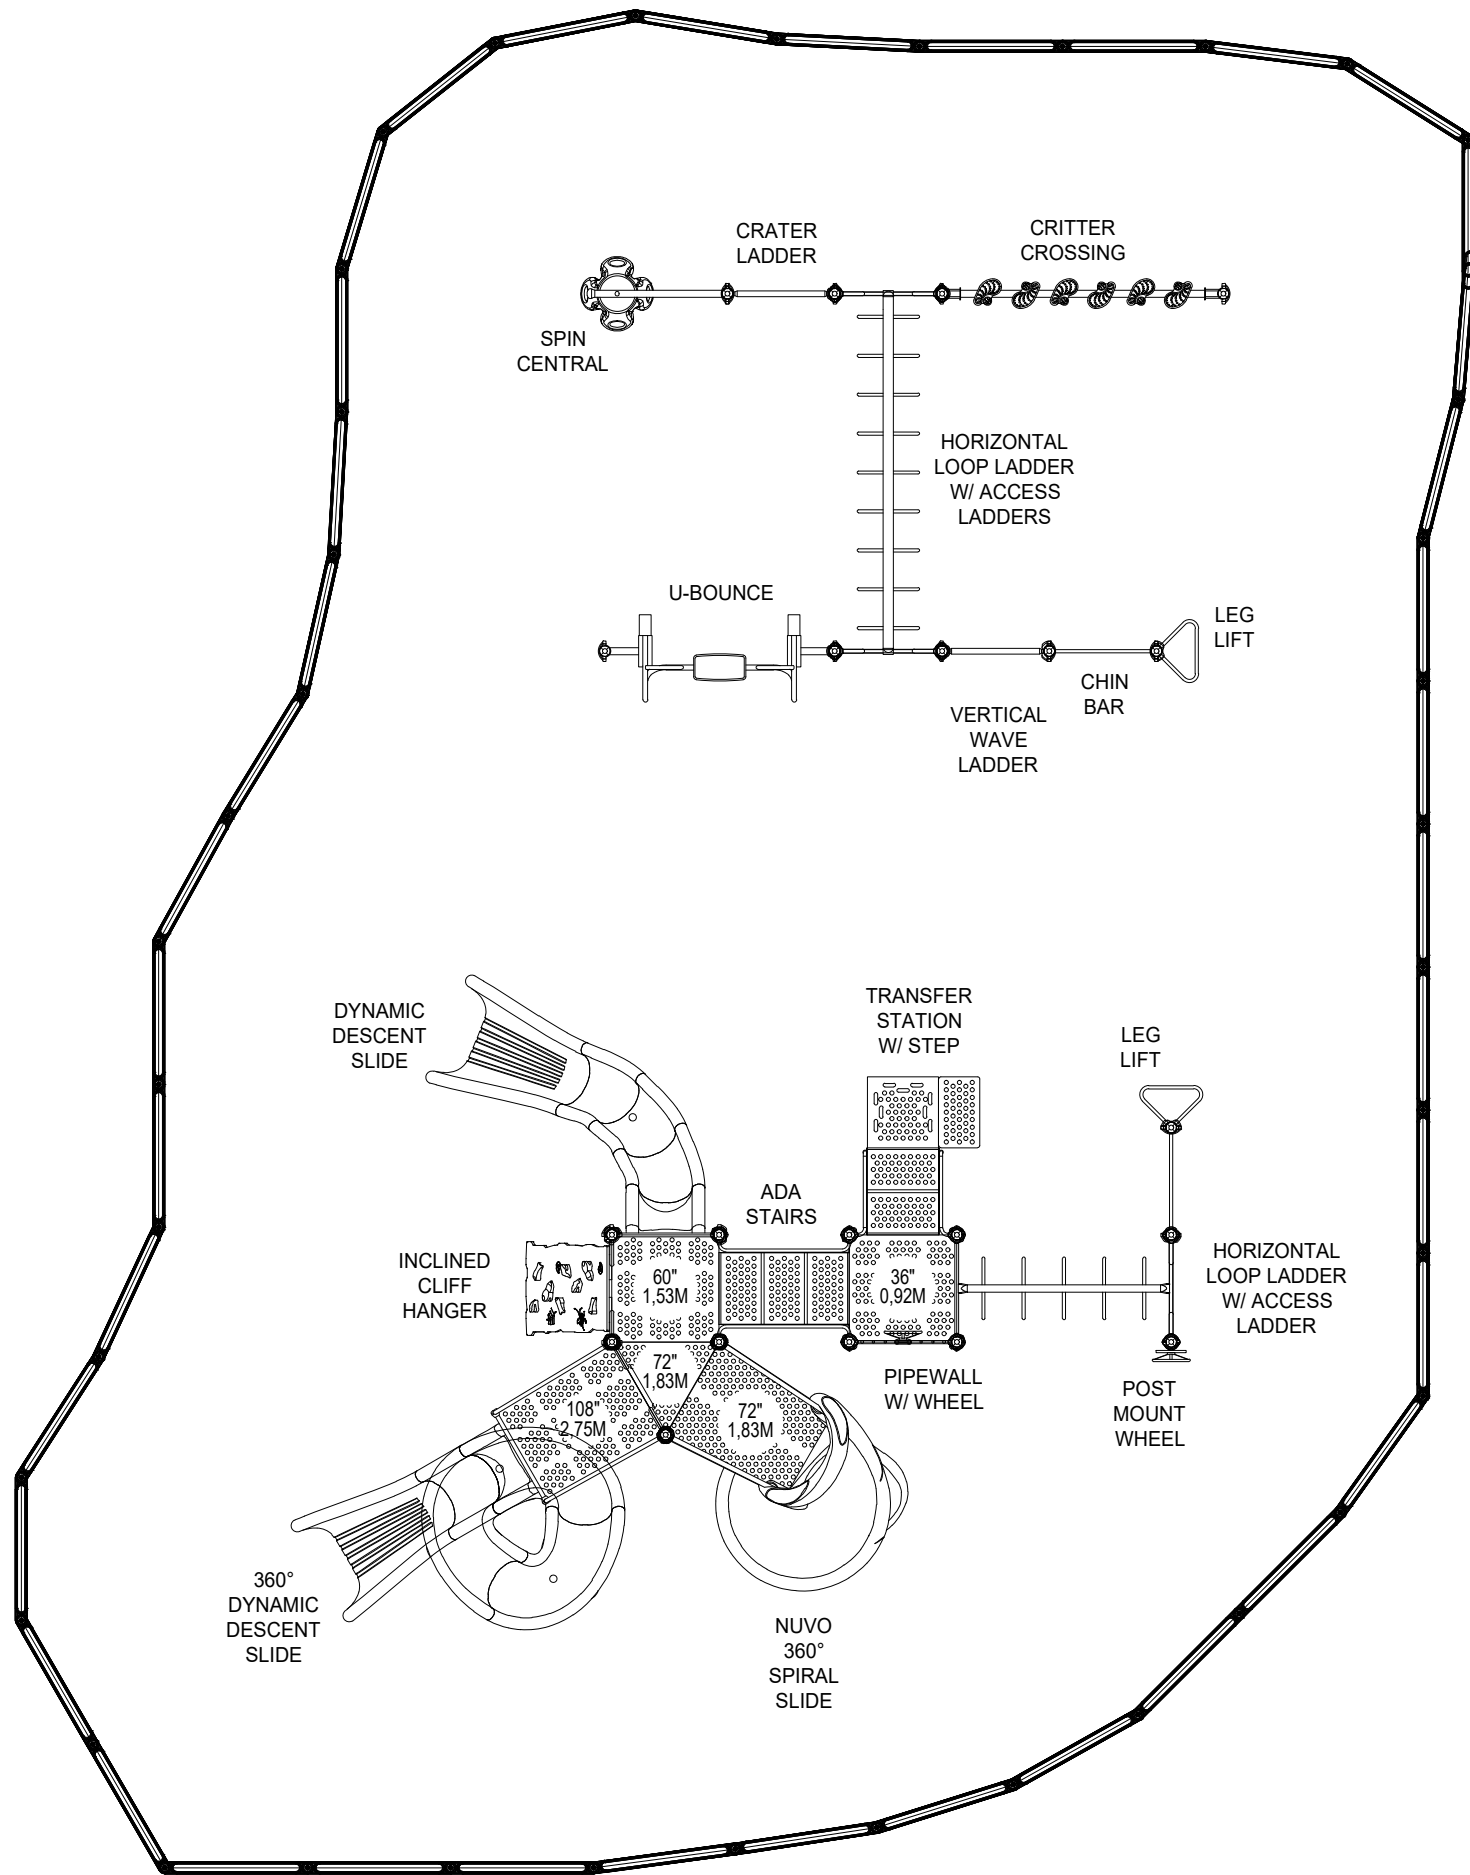 CRATER
LADDER
CRITTER
CROSSING
SPIN
CENTRAL
HORIZONTAL
LOOP LADDER
W/ ACCESS
LADDERS
U-BOUNCE
LEG
LIFT
CHIN
BAR
VERTICAL
WAVE
LADDER
DYNAMIC
DESCENT
SLIDE
TRANSFER
STATION
W/ STEP
LEG
LIFT
ADA
STAIRS
INCLINED
CLIFF
HANGER
60"
1,53M
36"
0,92M
HORIZONTAL
LOOP LADDER
W/ ACCESS
LADDER
72"
1,83M
PIPEWALL
W/ WHEEL
POST
MOUNT
WHEEL
108"
2,75M
72"
1,83M
360°
DYNAMIC
DESCENT
SLIDE
NUVO
360°
SPIRAL
SLIDE